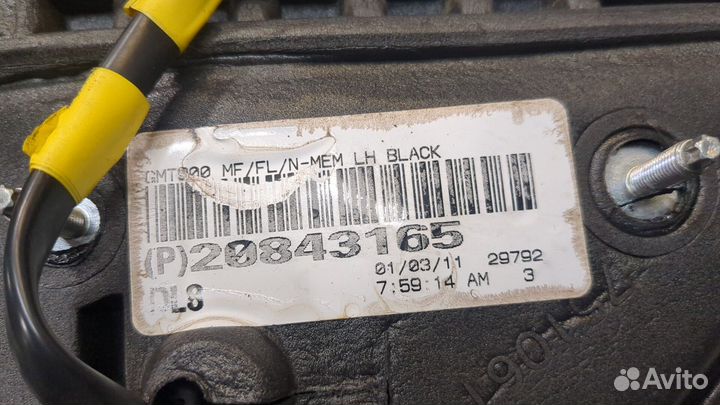 GMT900 MF/FL/N-MEM LH BLACK
(P)20843165
DL8
01/03/11 29792
7:59:14 AM 3
Avito